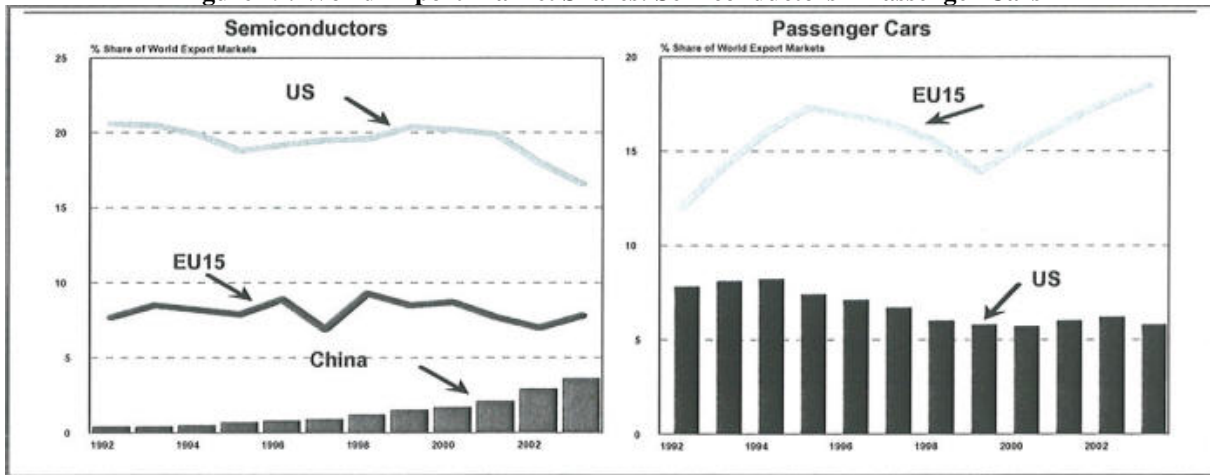 Semiconductors
% Share of World Export Markets
25
US
20
15
EU15
10
5
China
0
1992 1994 1996 1998 2000 2002
Passenger Cars
% Share of World Export Markets
20
EU15
15
10
US
5
0
1992 1994 1996 1998 2000 2002